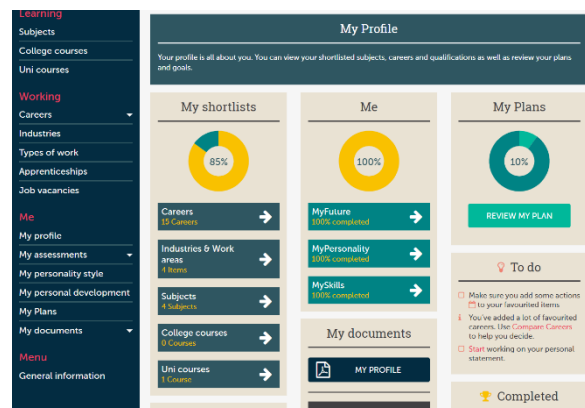 Learning
Subjects
College courses
Uni courses
Working
Careers
Industries
Types of work
Apprenticeships
Job vacancies
Me
My profile
My assessments
My personality style
My personal development
My Plans
My documents
Menu
General information
My Profile
Your profile is all about you. You can view your shortlisted subjects, careers and qualifications as well as review your plans
and goals.
My shortlists
85%
Careers
15 Careers
Industries & Work
areas
4 Items
Subjects
4 Subjects
College courses
0 Courses
Uni courses
1 Course
Me
100%
MyFuture
100% completed
MyPersonality
100% completed
MySkills
100% completed
My documents
MY PROFILE
My Plans
10%
REVIEW MY PLAN
To do
Make sure you add some actions
to your favourited items
You've added a lot of favourited
careers. Use Compare Careers
to help you decide.
Start working on your personal
statement.
Completed